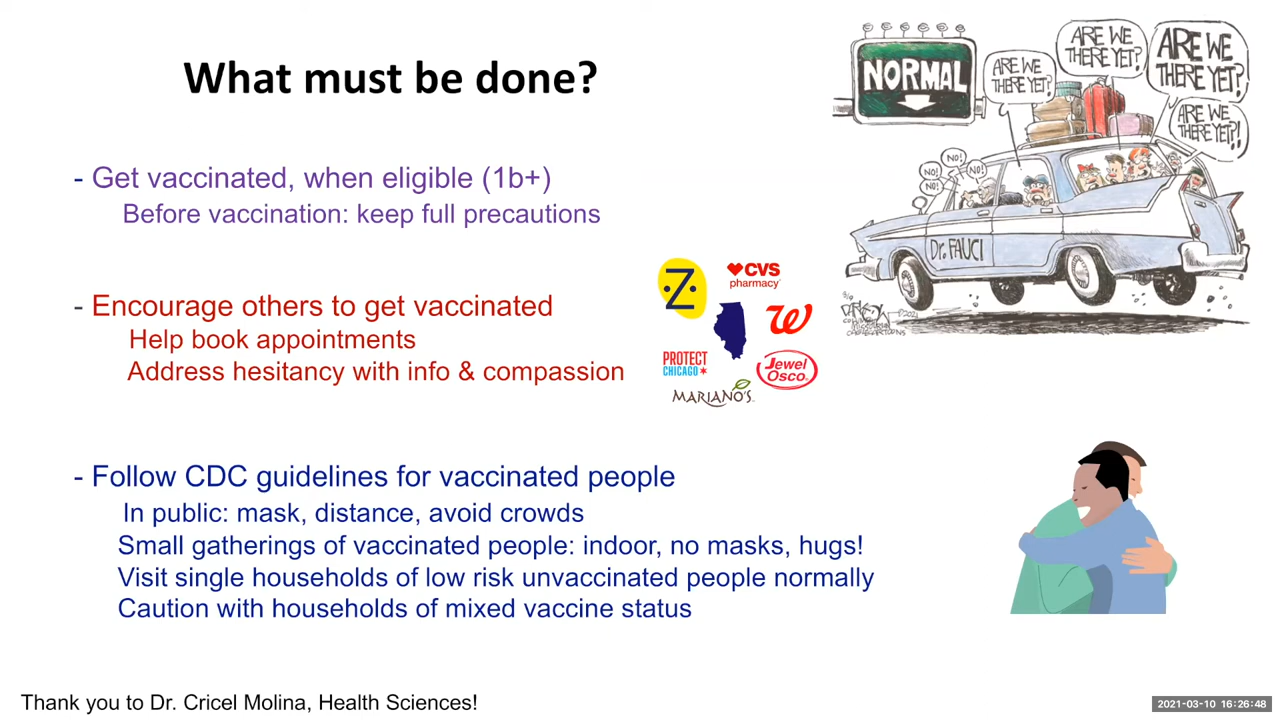 What must be done?
- Get vaccinated, when eligible (1b+)
Before vaccination: keep full precautions
- Encourage others to get vaccinated
Help book appointments
Address hesitancy with info & compassion
- Follow CDC guidelines for vaccinated people
In public: mask, distance, avoid crowds
Small gatherings of vaccinated people: indoor, no masks, hugs!
Visit single households of low risk unvaccinated people normally
Caution with households of mixed vaccine status
Thank you to Dr. Cricel Molina, Health Sciences!
NORMAL
ARE WE
THERE YET?
ARE WE
THERE YET?
ARE WE
THERE YET?
ARE WE
THERE YET?!
NO!
NO!
NO!
NO!
Dr. FAUCI
Z
CVS
pharmacy
W
PROTECT
CHICAGO
Jewel
Osco
MARIANO'S
2021-03-10 16:26:48